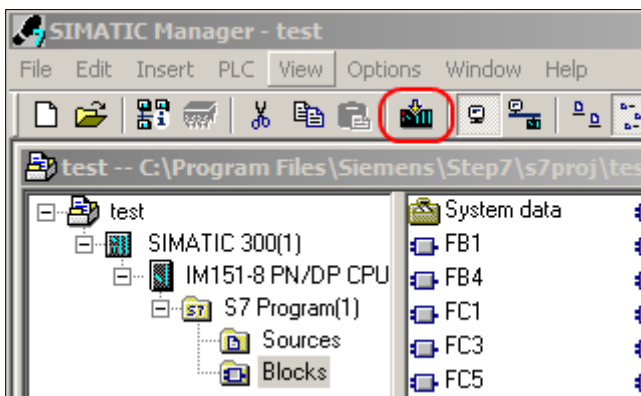 SIMATIC Manager - test
File Edit Insert PLC View Options Window Help
test -- C:\Program Files\Siemens\Step7\s7proj\tes
test
SIMATIC 300(1)
IM151-8 PN/DP CPU
S7 Program(1)
Sources
Blocks
System data
FB1
FB4
FC1
FC3
FC5